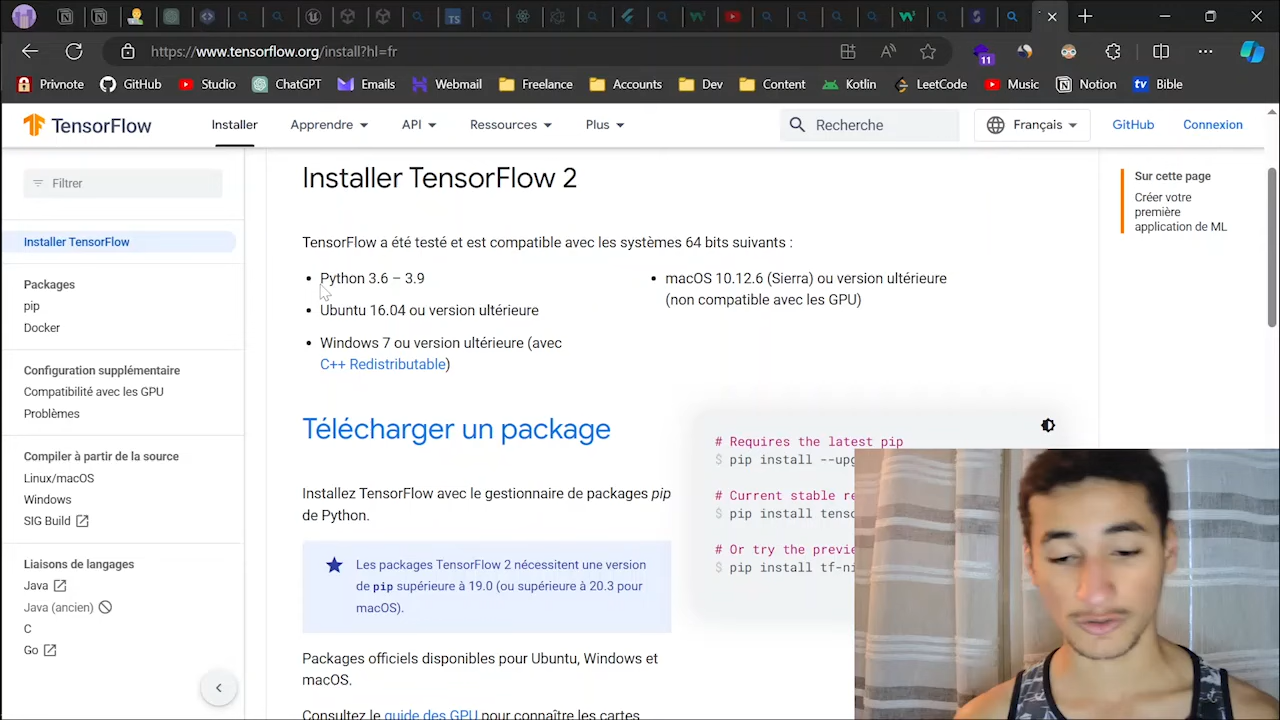 https://www.tensorflow.org/install?hl=fr
11
Privnote
GitHub
Studio
ChatGPT
Emails
Webmail
Freelance
Accounts
Dev
Content
Kotlin
LeetCode
Music
Notion
tv
Bible
TensorFlow
Installer
Apprendre
API
Ressources
Plus
Recherche
Français
GitHub
Connexion
Filtrer
Installer TensorFlow
Packages
pip
Docker
Configuration supplémentaire
Compatibilité avec les GPU
Problèmes
Compiler à partir de la source
Linux/macOS
Windows
SIG Build
Liaisons de langages
Java
Java (ancien)
C
Go
Installer TensorFlow 2
TensorFlow a été testé et est compatible avec les systèmes 64 bits suivants :
• Python 3.6 – 3.9
• Ubuntu 16.04 ou version ultérieure
• Windows 7 ou version ultérieure (avec
C++ Redistributable)
• macOS 10.12.6 (Sierra) ou version ultérieure
(non compatible avec les GPU)
Télécharger un package
Installez TensorFlow avec le gestionnaire de packages pip
de Python.
Les packages TensorFlow 2 nécessitent une version
de pip supérieure à 19.0 (ou supérieure à 20.3 pour
macOS).
Packages officiels disponibles pour Ubuntu, Windows et
macOS.
Consultez le guide des GPU pour connaître les cartes
# Requires the latest pip
$ pip install --upg
# Current stable re
$ pip install tenso
# Or try the previe
$ pip install tf-ni
Sur cette page
Créer votre
première
application de ML